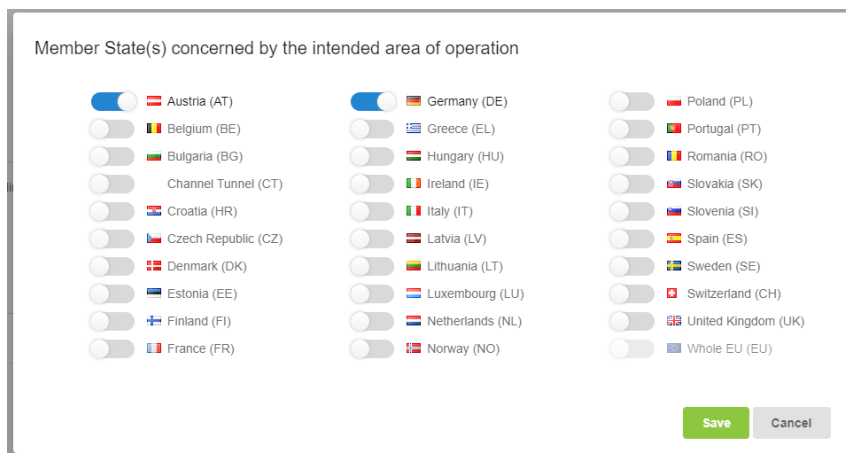 Member State(s) concerned by the intended area of operation
Austria (AT)
Belgium (BE)
Bulgaria (BG)
Channel Tunnel (CT)
Croatia (HR)
Czech Republic (CZ)
Denmark (DK)
Estonia (EE)
Finland (FI)
France (FR)
Germany (DE)
Greece (EL)
Hungary (HU)
Ireland (IE)
Italy (IT)
Latvia (LV)
Lithuania (LT)
Luxembourg (LU)
Netherlands (NL)
Norway (NO)
Poland (PL)
Portugal (PT)
Romania (RO)
Slovakia (SK)
Slovenia (SI)
Spain (ES)
Sweden (SE)
Switzerland (CH)
United Kingdom (UK)
Whole EU (EU)
Save
Cancel